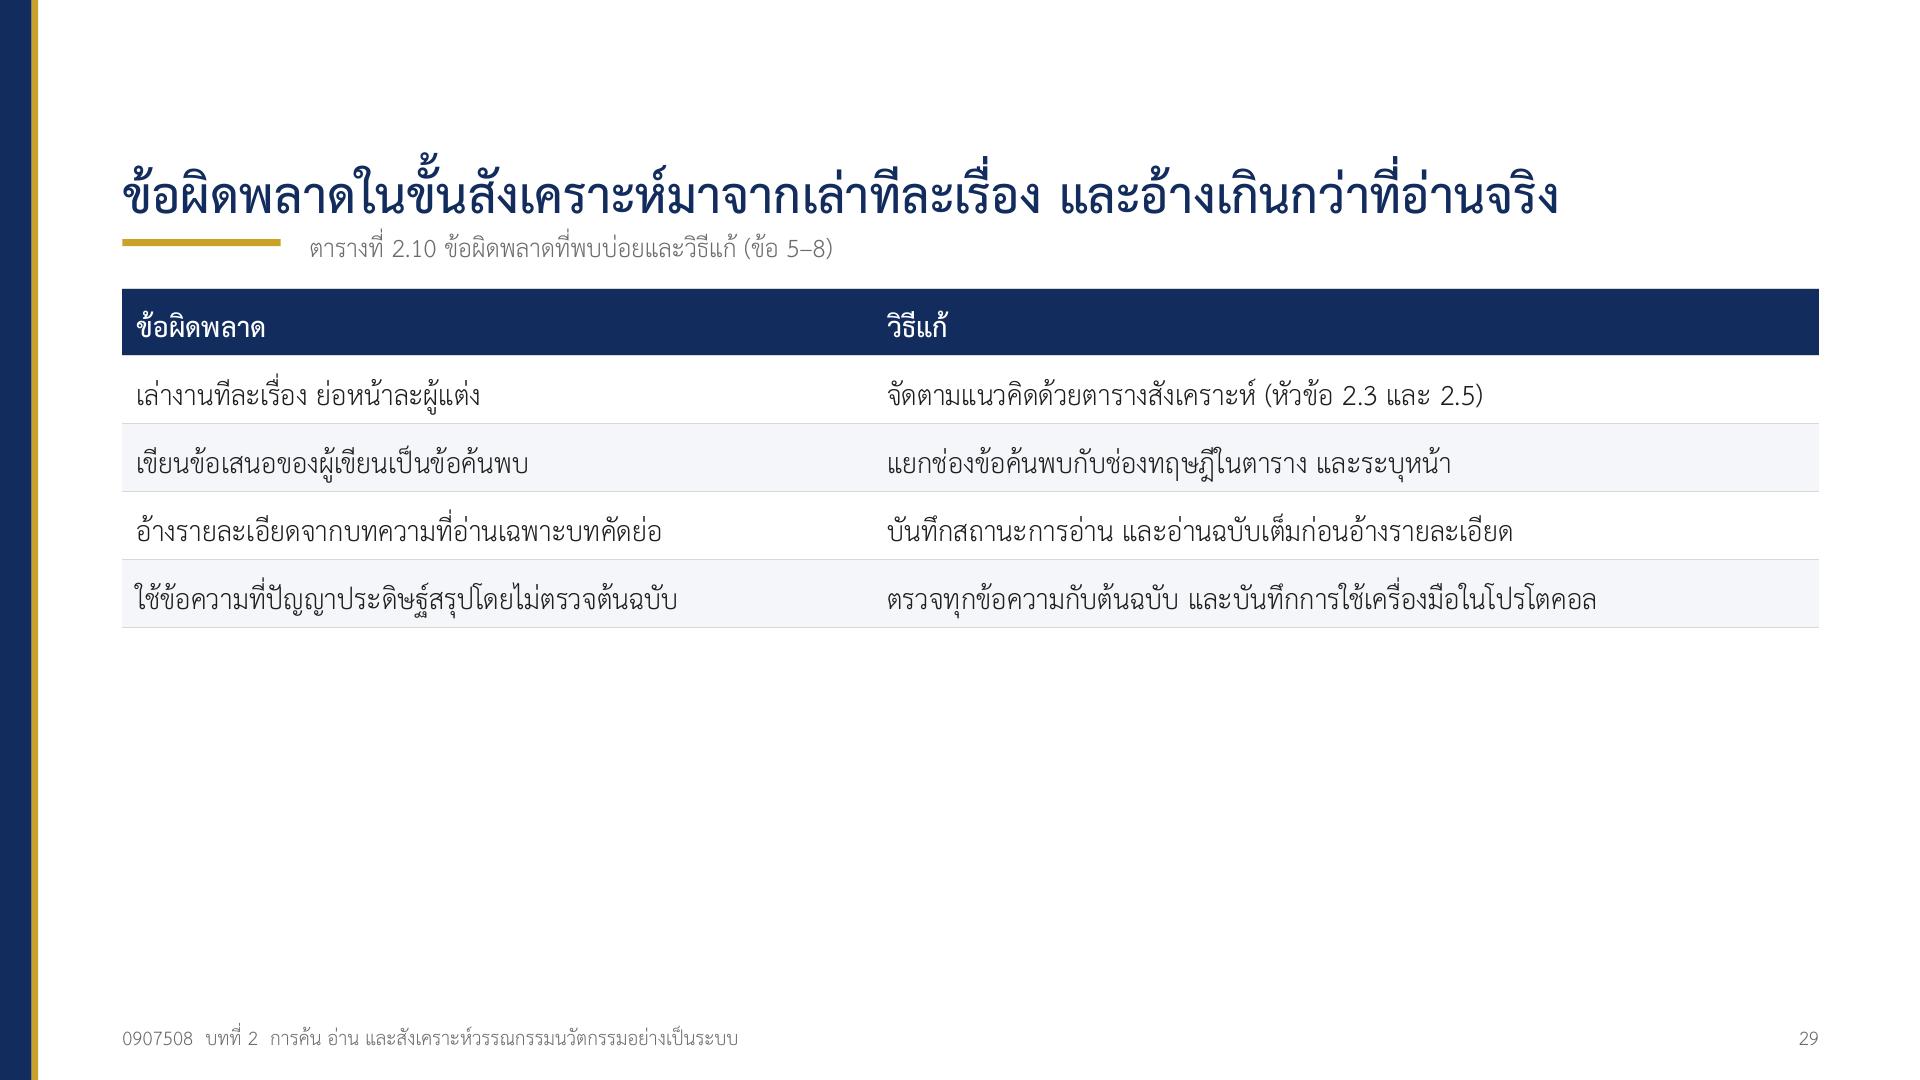 ข้อผิดพลาดในขั้นสังเคราะห์มาจากเล่าทีละเรื่อง และอ้างเกินกว่าที่อ่านจริง
ตารางที่ 2.10 ข้อผิดพลาดที่พบบ่อยและวิธีแก้ (ข้อ 5–8)
ข้อผิดพลาด วิธีแก้
เล่างานทีละเรื่อง ย่อหน้าละผู้แต่ง จัดตามแนวคิดด้วยตารางสังเคราะห์ (หัวข้อ 2.3 และ 2.5)
เขียนข้อเสนอของผู้เขียนเป็นข้อค้นพบ แยกช่องข้อค้นพบกับช่องทฤษฎีในตาราง และระบุหน้า
อ้างรายละเอียดจากบทความที่อ่านเฉพาะบทคัดย่อ บันทึกสถานะการอ่าน และอ่านฉบับเต็มก่อนอ้างรายละเอียด
ใช้ข้อความที่ปัญญาประดิษฐ์สรุปโดยไม่ตรวจต้นฉบับ ตรวจทุกข้อความกับต้นฉบับ และบันทึกการใช้เครื่องมือในโปรโตคอล
0907508 บทที่ 2 การค้น อ่าน และสังเคราะห์วรรณกรรมนวัตกรรมอย่างเป็นระบบ 29